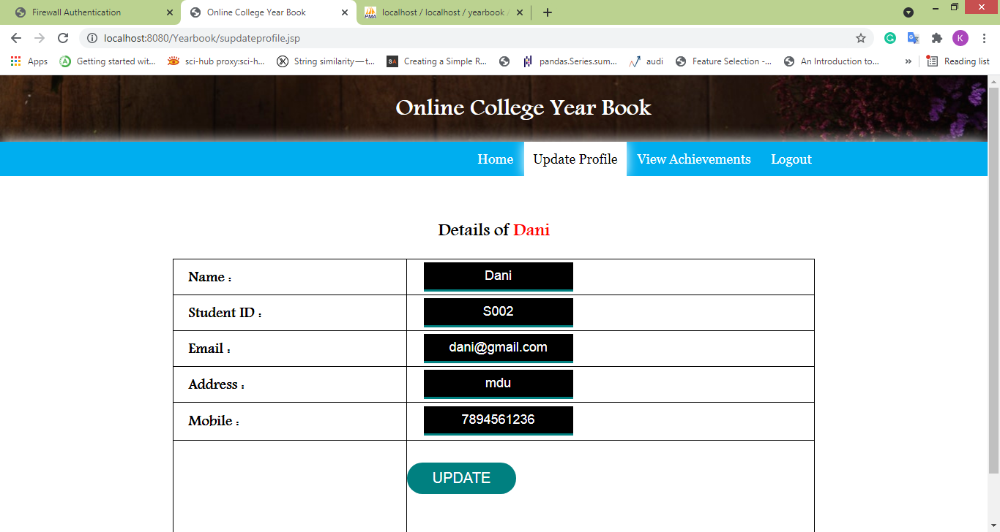 Firewall Authentication
Online College Year Book
localhost / localhost / yearbook /
localhost:8080/Yearbook/supdateprofile.jsp
K
Apps
Getting started wit...
sci-hub proxy:sci-h...
String similarity — t...
SA
Creating a Simple R...
pandas.Series.sum...
audi
Feature Selection -...
An Introduction to...
»
Reading list
Online College Year Book
Home
Update Profile
View Achievements
Logout
Details of Dani
Name :
Dani
Student ID :
S002
Email :
dani@gmail.com
Address :
mdu
Mobile :
7894561236
UPDATE